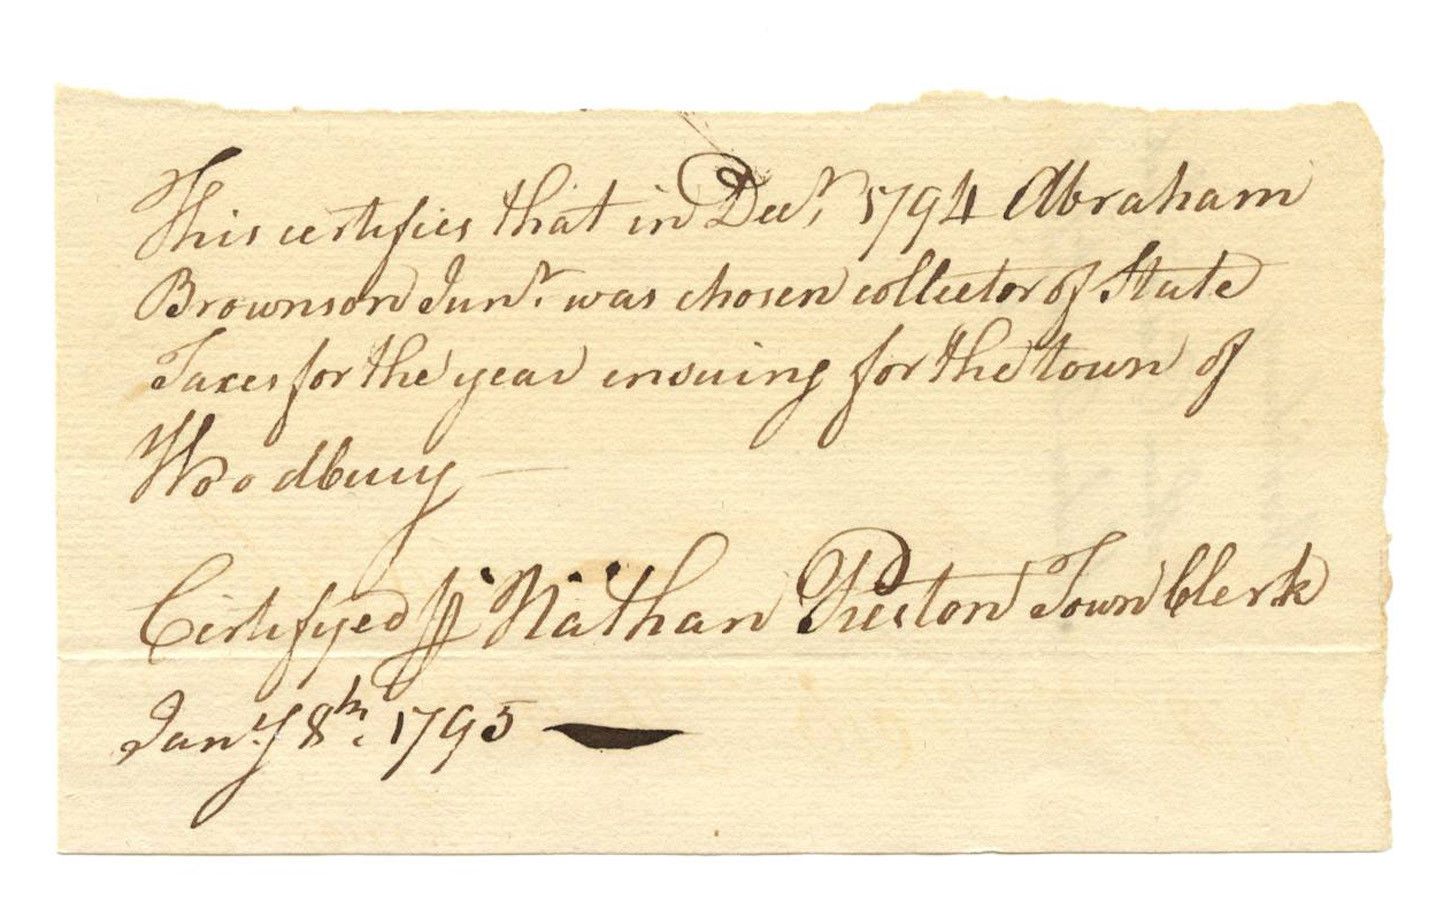 This certifies that in Decr. 1794 Abraham
Brownson Junr. was chosen collector of State
Taxes for the year ensuing for the town of
Woodbury —
Certifyed pr Nathan Preston Town Clerk
Jany. 8th. 1795 —